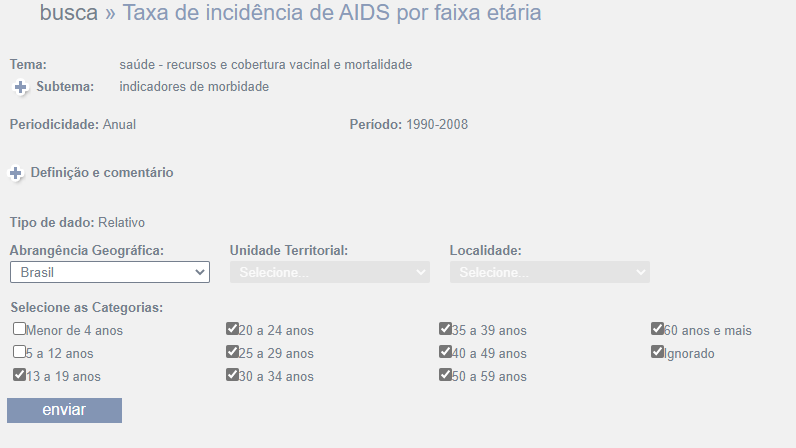 busca » Taxa de incidência de AIDS por faixa etária
Tema: saúde - recursos e cobertura vacinal e mortalidade
Subtema: indicadores de morbidade
Periodicidade: Anual Período: 1990-2008
Definição e comentário
Tipo de dado: Relativo
Abrangência Geográfica: Unidade Territorial: Localidade:
Brasil Selecione... Selecione...
Selecione as Categorias:
Menor de 4 anos 20 a 24 anos 35 a 39 anos 60 anos e mais
5 a 12 anos 25 a 29 anos 40 a 49 anos Ignorado
13 a 19 anos 30 a 34 anos 50 a 59 anos
enviar